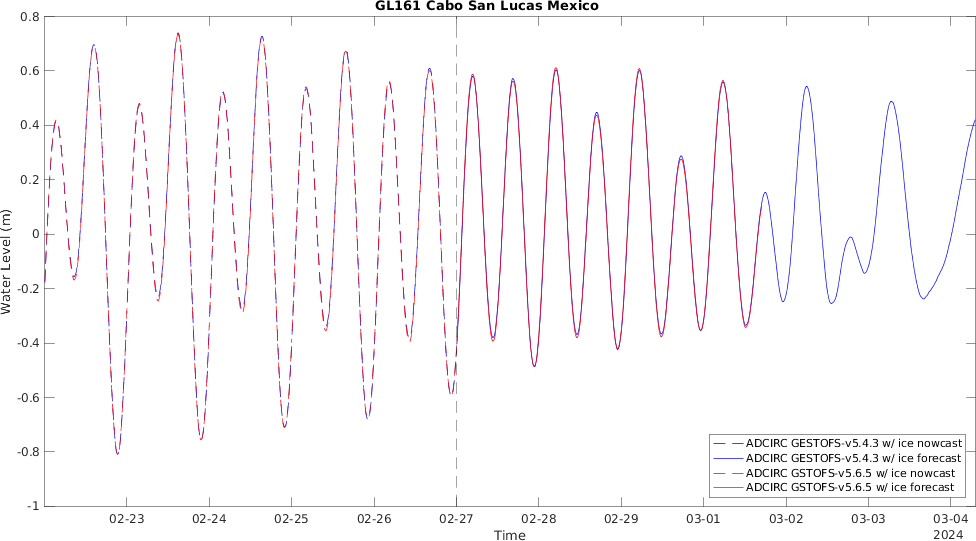 GL161 Cabo San Lucas Mexico
0.8
0.6
0.4
0.2
0
-0.2
-0.4
-0.6
-0.8
-1
Water Level (m)
ADCIRC GESTOFS-v5.4.3 w/ ice nowcast
ADCIRC GESTOFS-v5.4.3 w/ ice forecast
ADCIRC GSTOFS-v5.6.5 w/ ice nowcast
ADCIRC GSTOFS-v5.6.5 w/ ice forecast
02-23 02-24 02-25 02-26 02-27 02-28 02-29 03-01 03-02 03-03 03-04
Time 2024